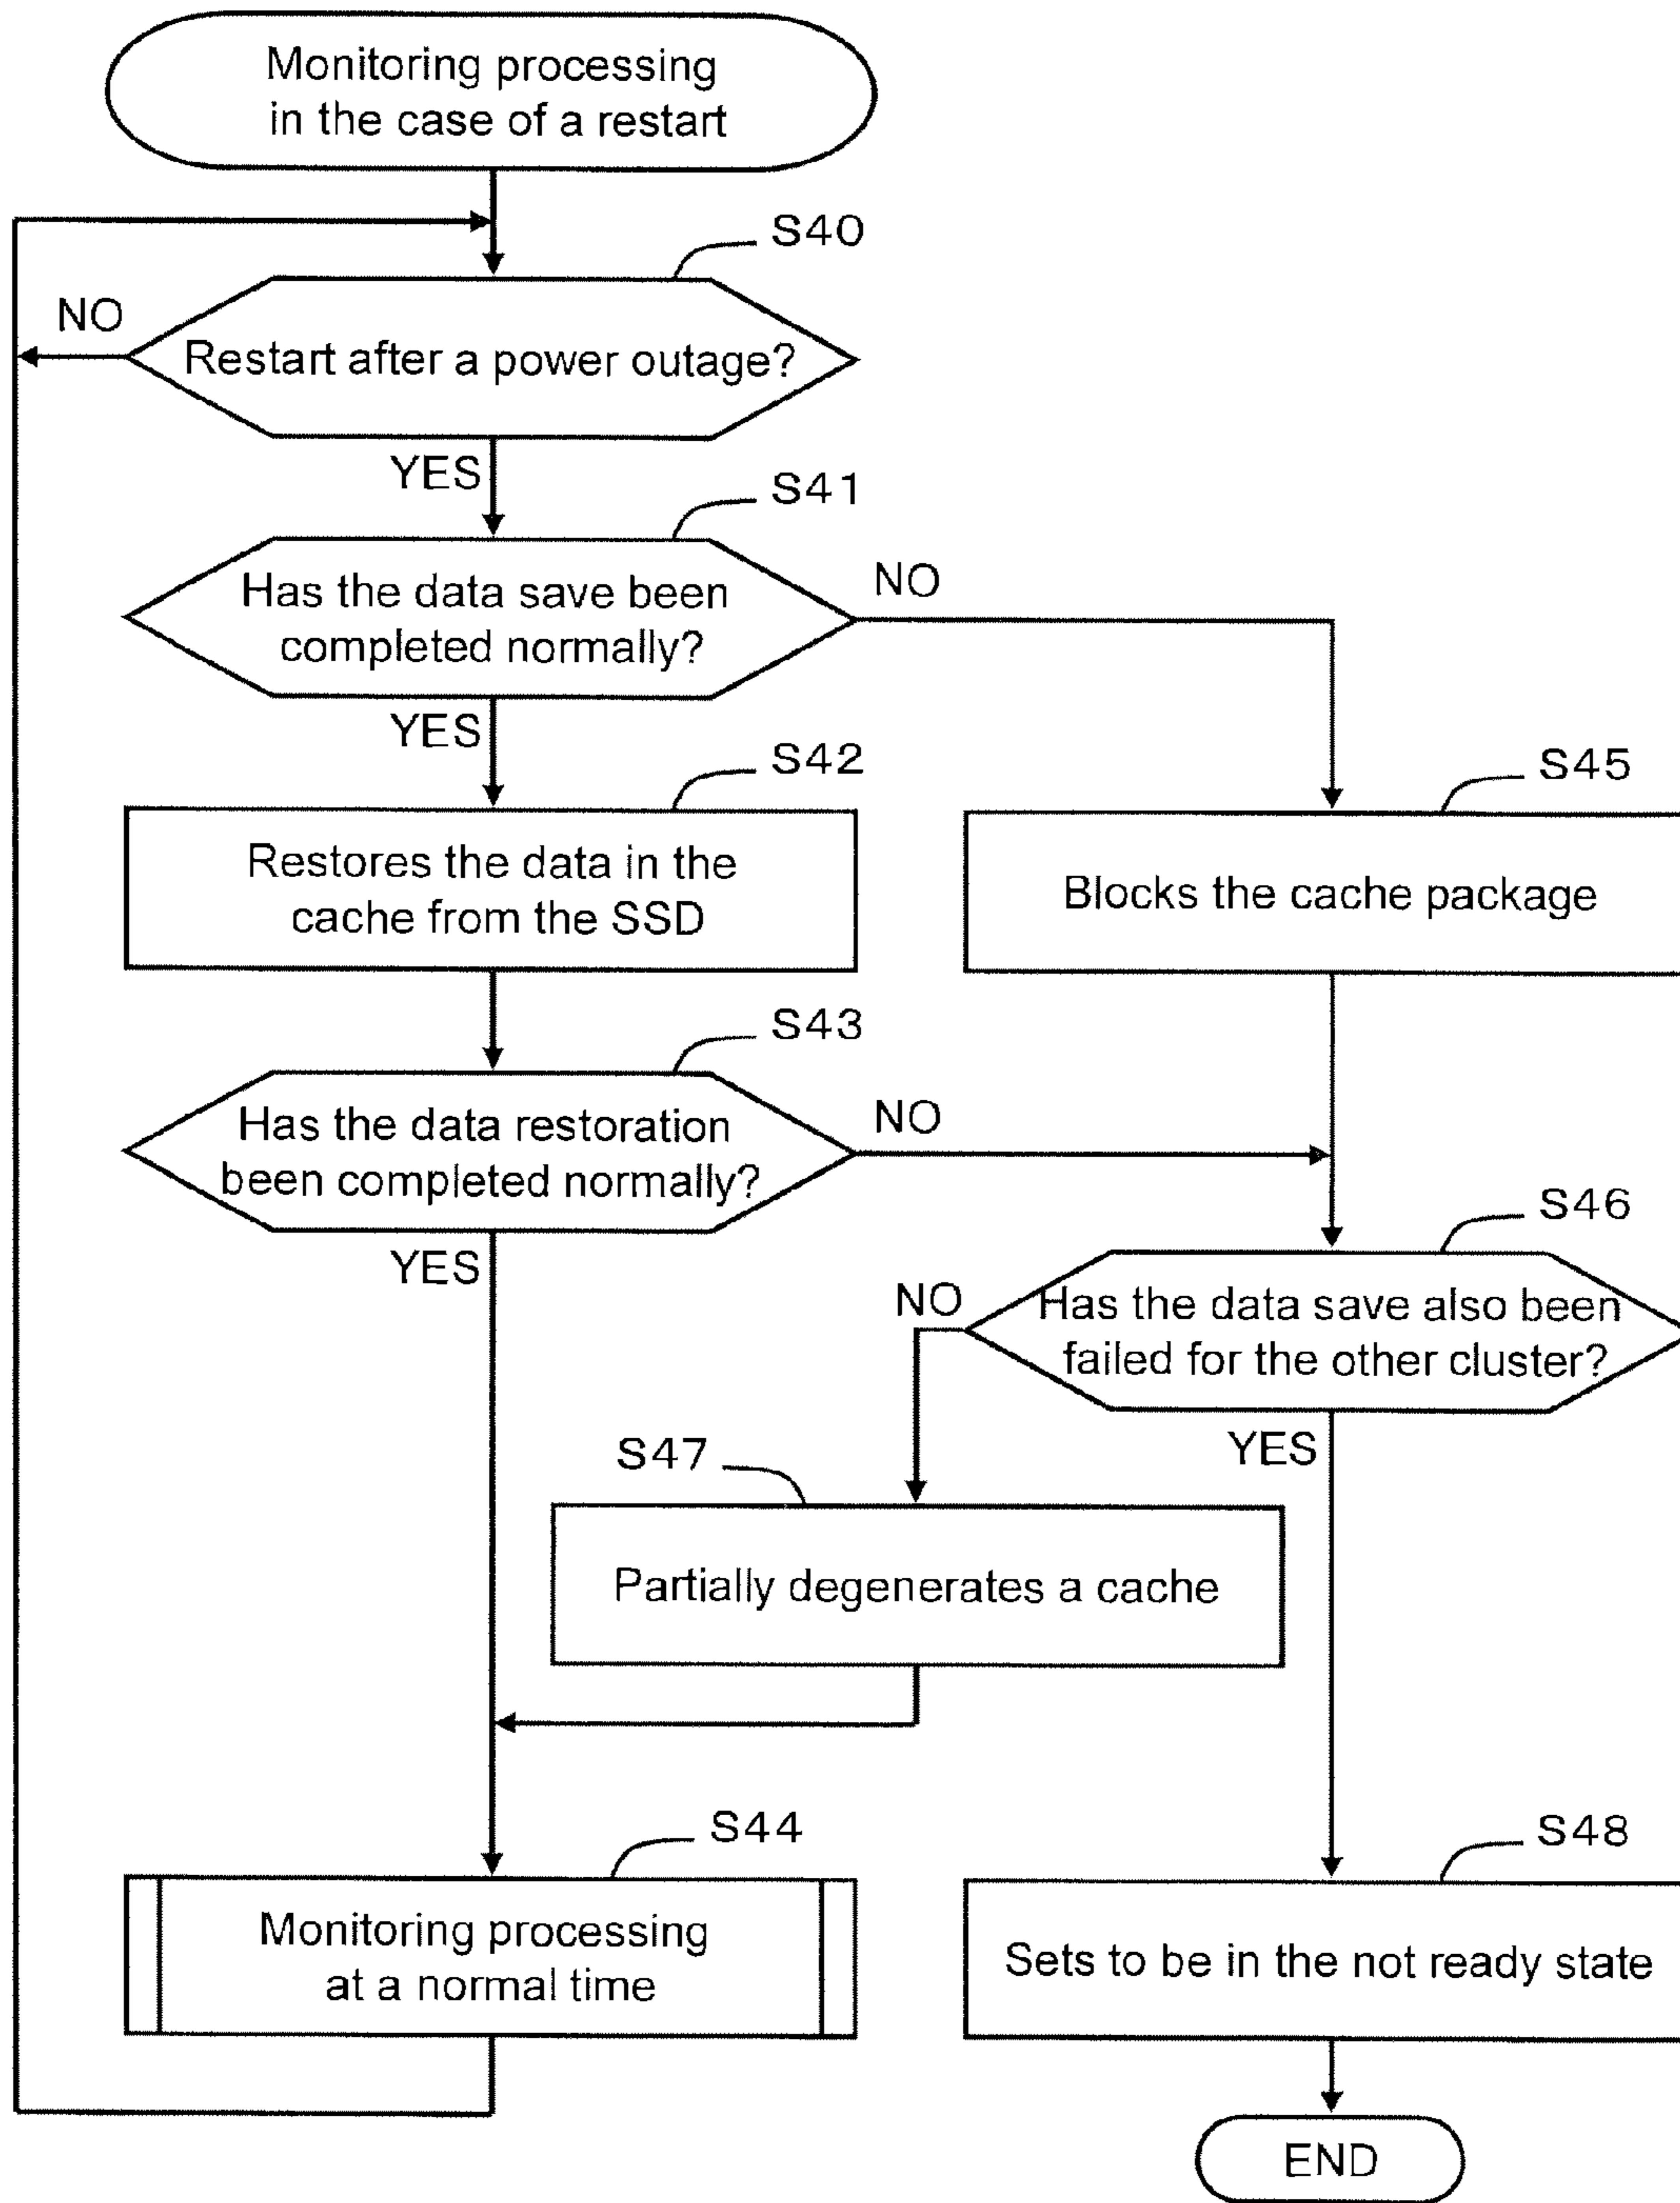 Monitoring processing
in the case of a restart
S40
NO
Restart after a power outage?
YES
S41
Has the data save been
completed normally?
NO
YES
S42
Restores the data in the
cache from the SSD
S45
Blocks the cache package
S43
Has the data restoration
been completed normally?
NO
YES
S46
Has the data save also been
failed for the other cluster?
NO
YES
S47
Partially degenerates a cache
S44
Monitoring processing
at a normal time
S48
Sets to be in the not ready state
END